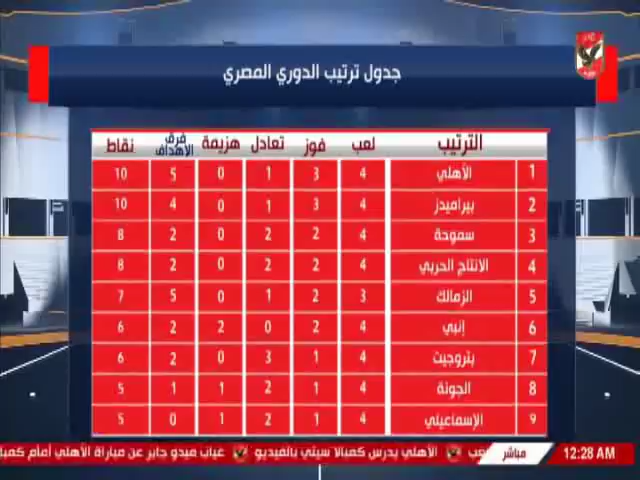 جدول ترتيب الدوري المصري
الترتيب لعب فوز تعادل هزيمة فرق الأهداف نقاط
1 الأهلي 4 3 1 0 5 10
2 بيراميدز 4 3 1 0 4 10
3 سموحة 4 2 2 0 2 8
4 الانتاج الحربي 4 2 2 0 2 8
5 الزمالك 3 2 1 0 5 7
6 إنبي 4 2 0 2 2 6
7 بتروجيت 4 1 3 0 2 6
8 الجونة 4 1 2 1 1 5
9 الإسماعيلي 4 1 2 1 0 5
12:28 AM مباشر الأهلي يدرس كمبالا سيتي بالفيديو غياب ميدو جابر عن مباراة الأهلي أمام